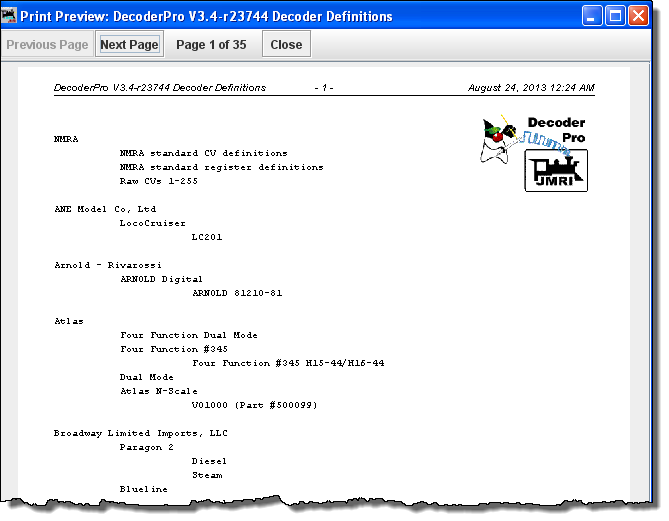 Print Preview: DecoderPro V3.4-r23744 Decoder Definitions
Previous Page Next Page Page 1 of 35 Close
DecoderPro V3.4-r23744 Decoder Definitions - 1 - August 24, 2013 12:24 AM
Decoder
Pro
JMRI
NMRA
NMRA standard CV definitions
NMRA standard register definitions
Raw CVs 1-255
ANE Model Co, Ltd
LocoCruiser
LC201
Arnold - Rivarossi
ARNOLD Digital
ARNOLD 81210-81
Atlas
Four Function Dual Mode
Four Function #345
Four Function #345 H15-44/H16-44
Dual Mode
Atlas N-Scale
VO1000 (Part #500099)
Broadway Limited Imports, LLC
Paragon 2
Diesel
Steam
Blueline